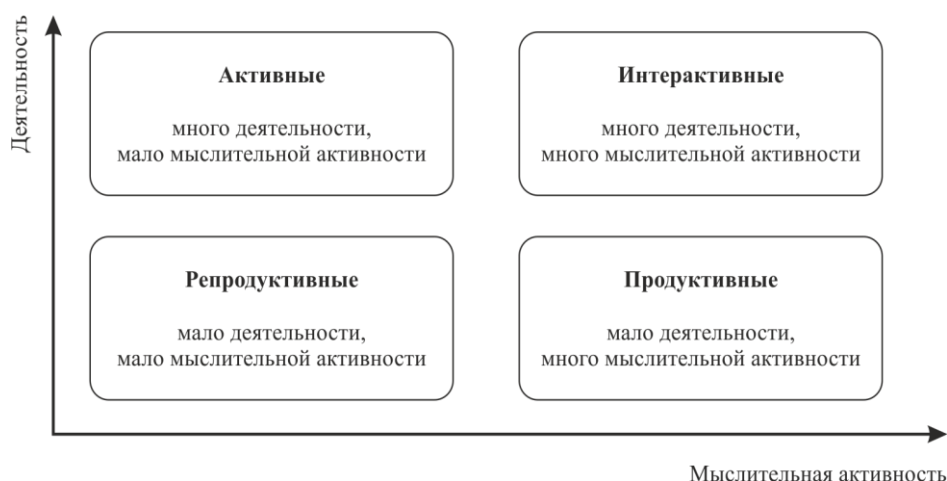 Деятельность
Активные
много деятельности,
мало мыслительной активности
Интерактивные
много деятельности,
много мыслительной активности
Репродуктивные
мало деятельности,
мало мыслительной активности
Продуктивные
мало деятельности,
много мыслительной активности
Мыслительная активность